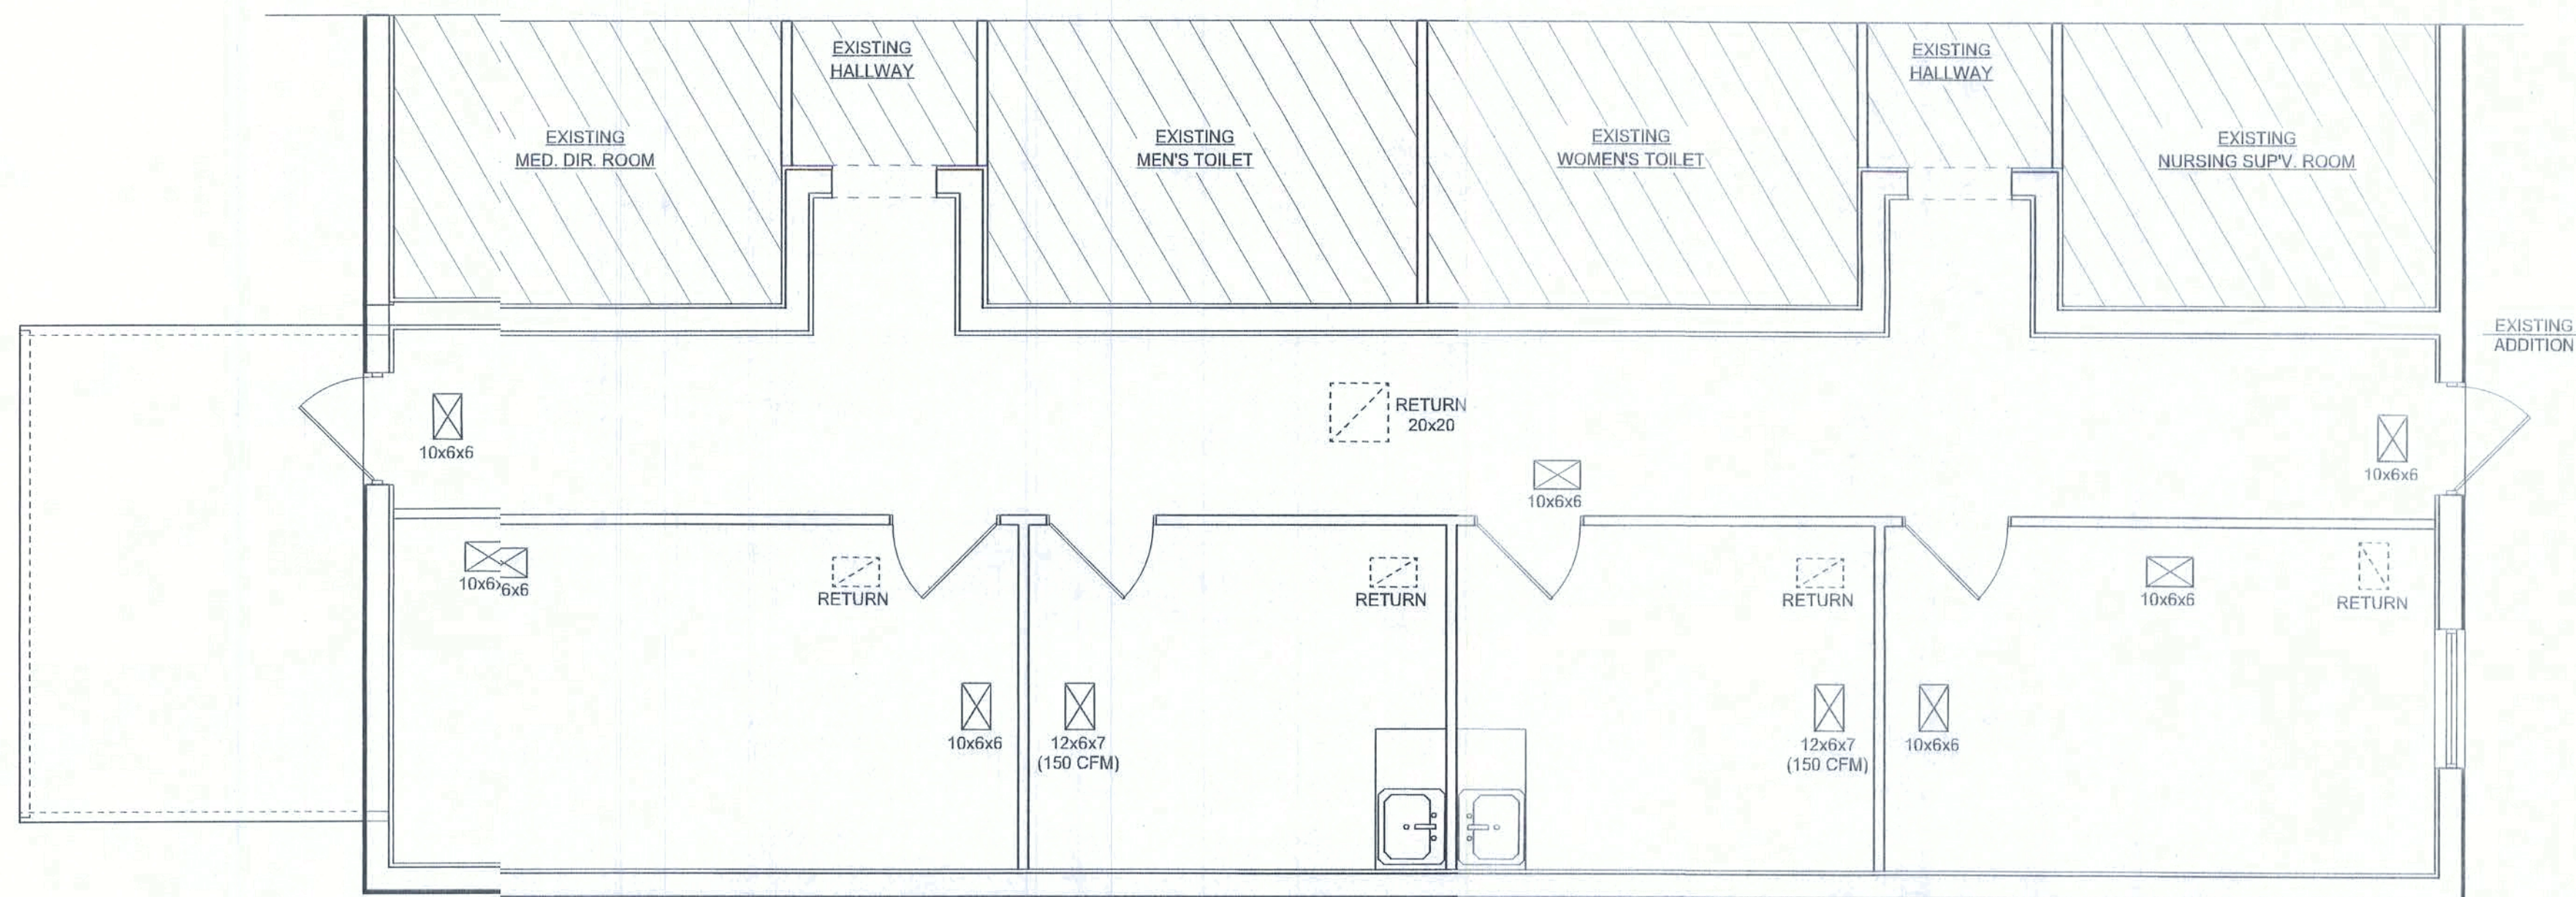 EXISTING
HALLWAY
EXISTING
HALLWAY
EXISTING
MED. DIR. ROOM
EXISTING
MEN'S TOILET
EXISTING
WOMEN'S TOILET
EXISTING
NURSING SUP'V. ROOM
EXISTING
ADDITION
RETURN
20x20
10x6x6
10x6x6
10x6x6
10x6x
6x6
RETURN
RETURN
RETURN
10x6x6
RETURN
10x6x6
12x6x7
(150 CFM)
12x6x7
(150 CFM)
10x6x6